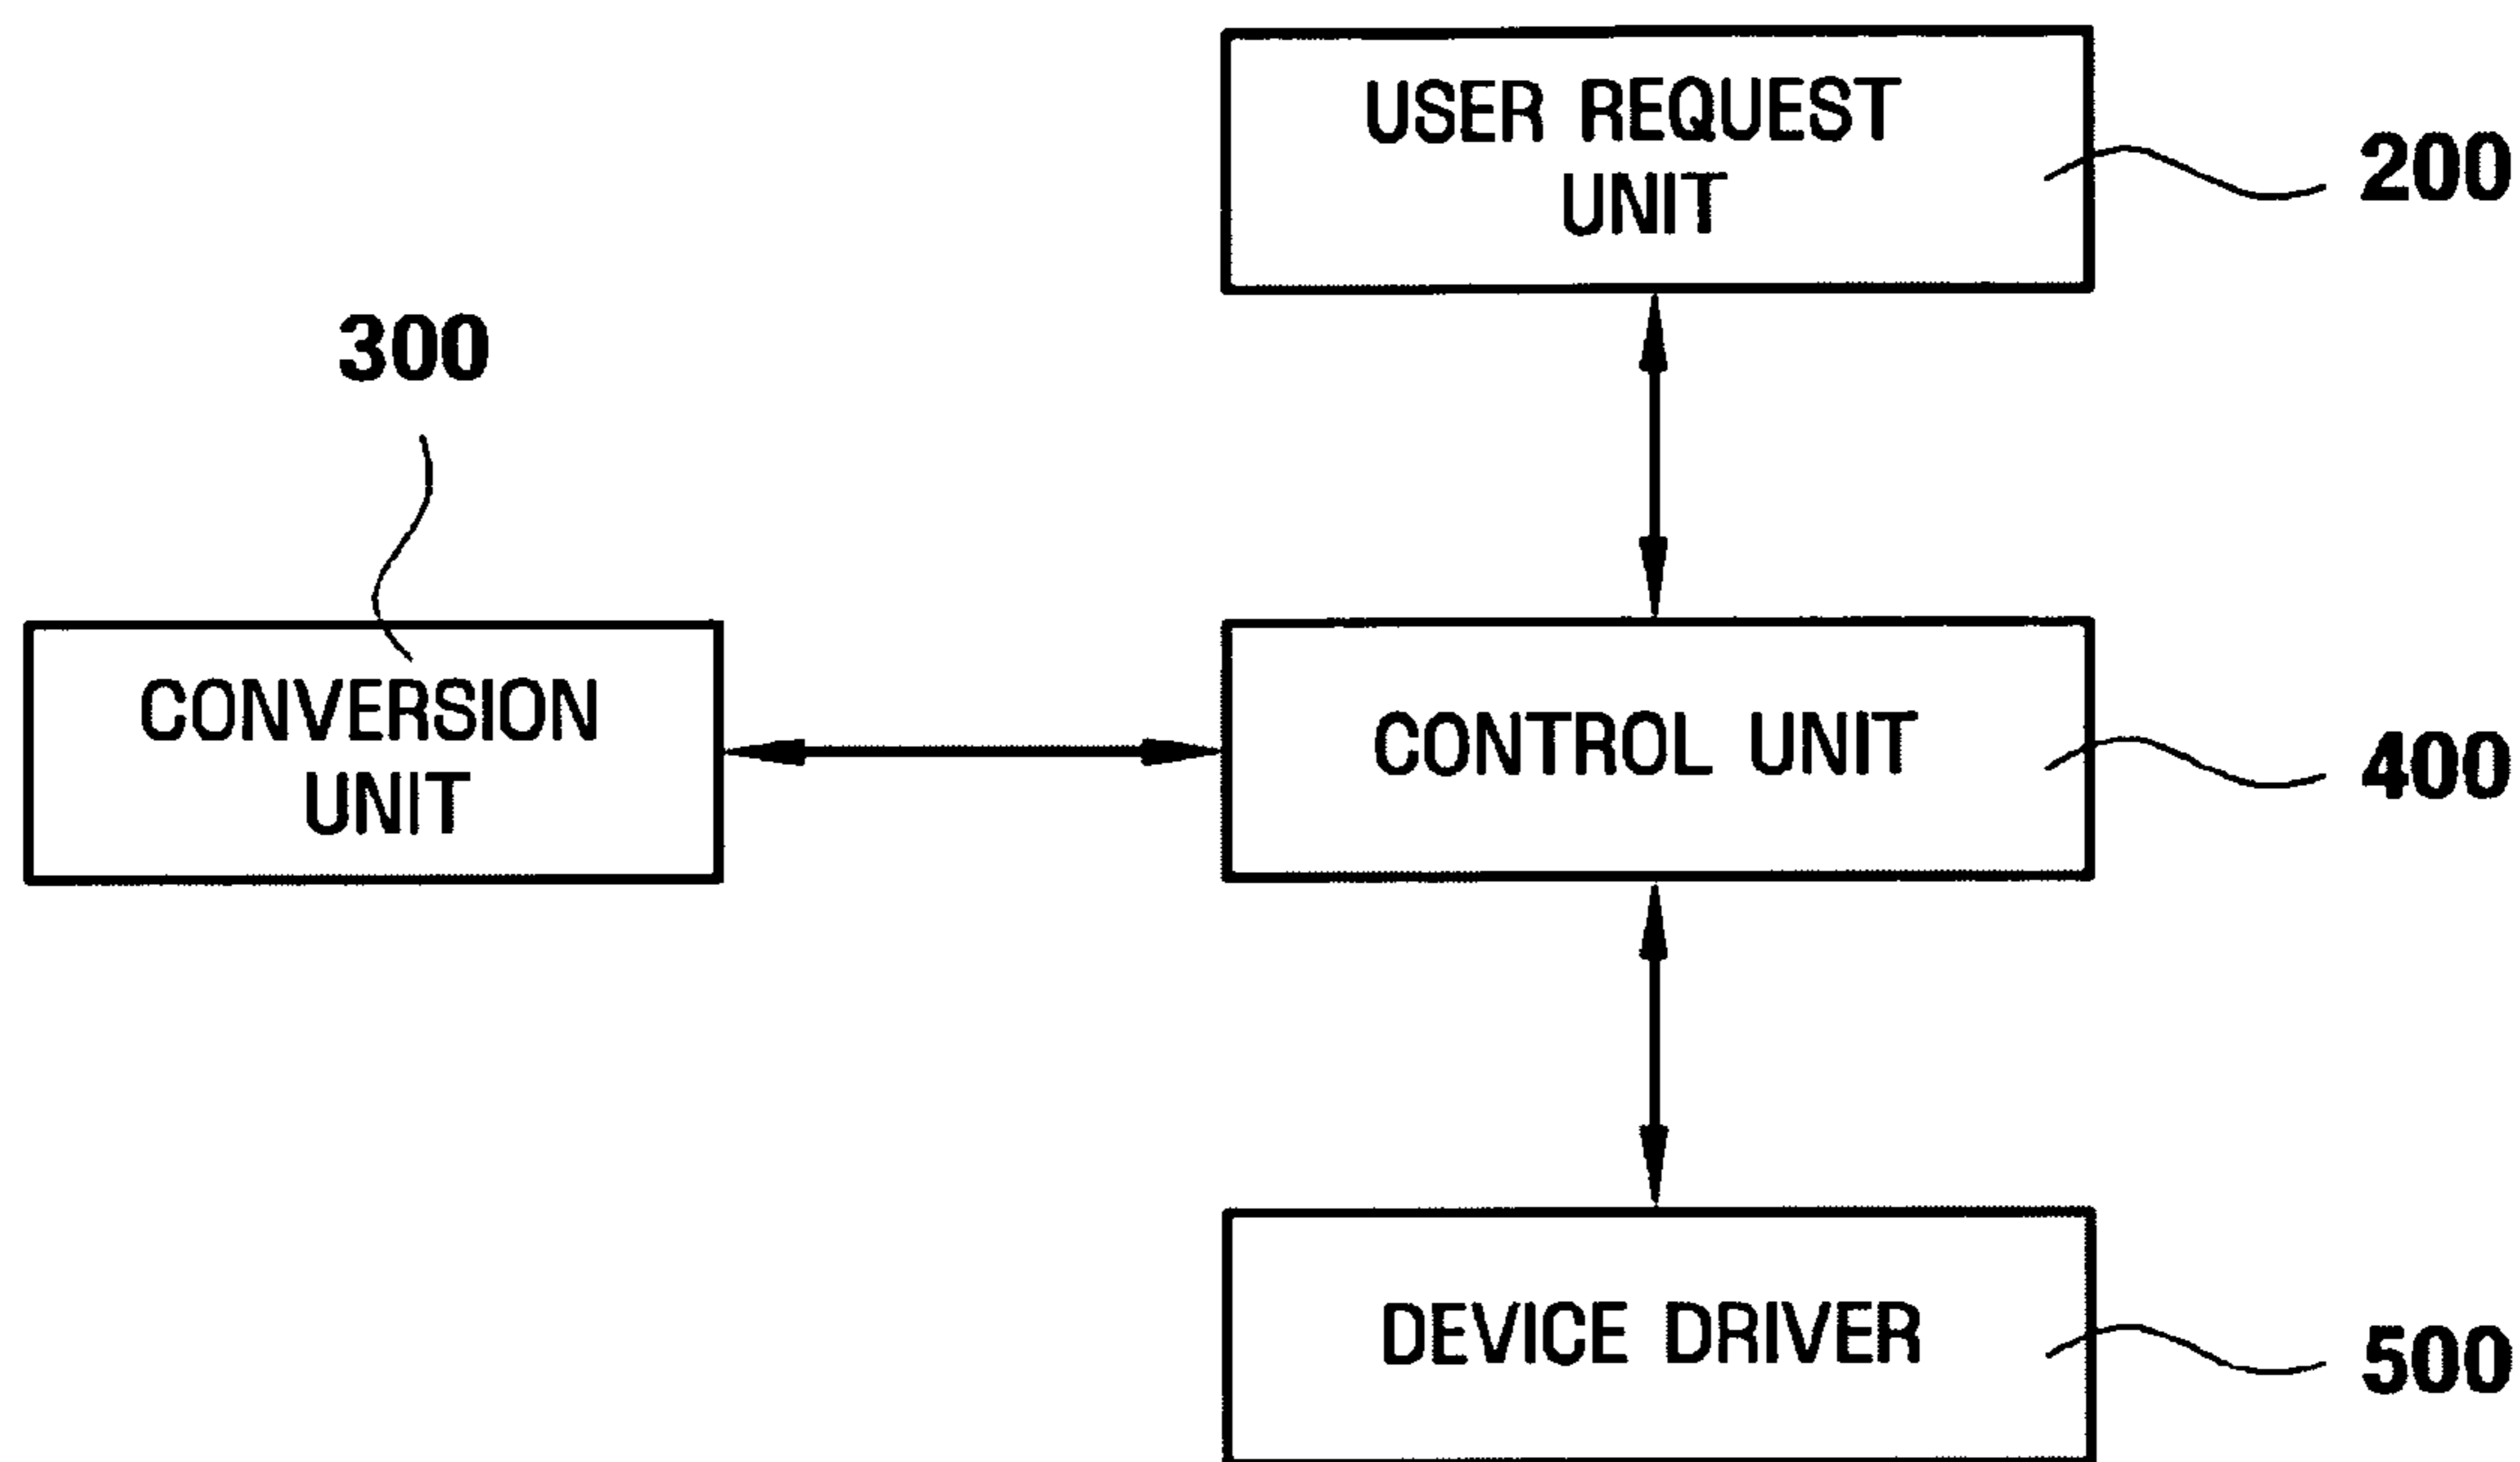 USER REQUEST
UNIT
200
300
CONVERSION
UNIT
CONTROL UNIT
400
DEVICE DRIVER
500